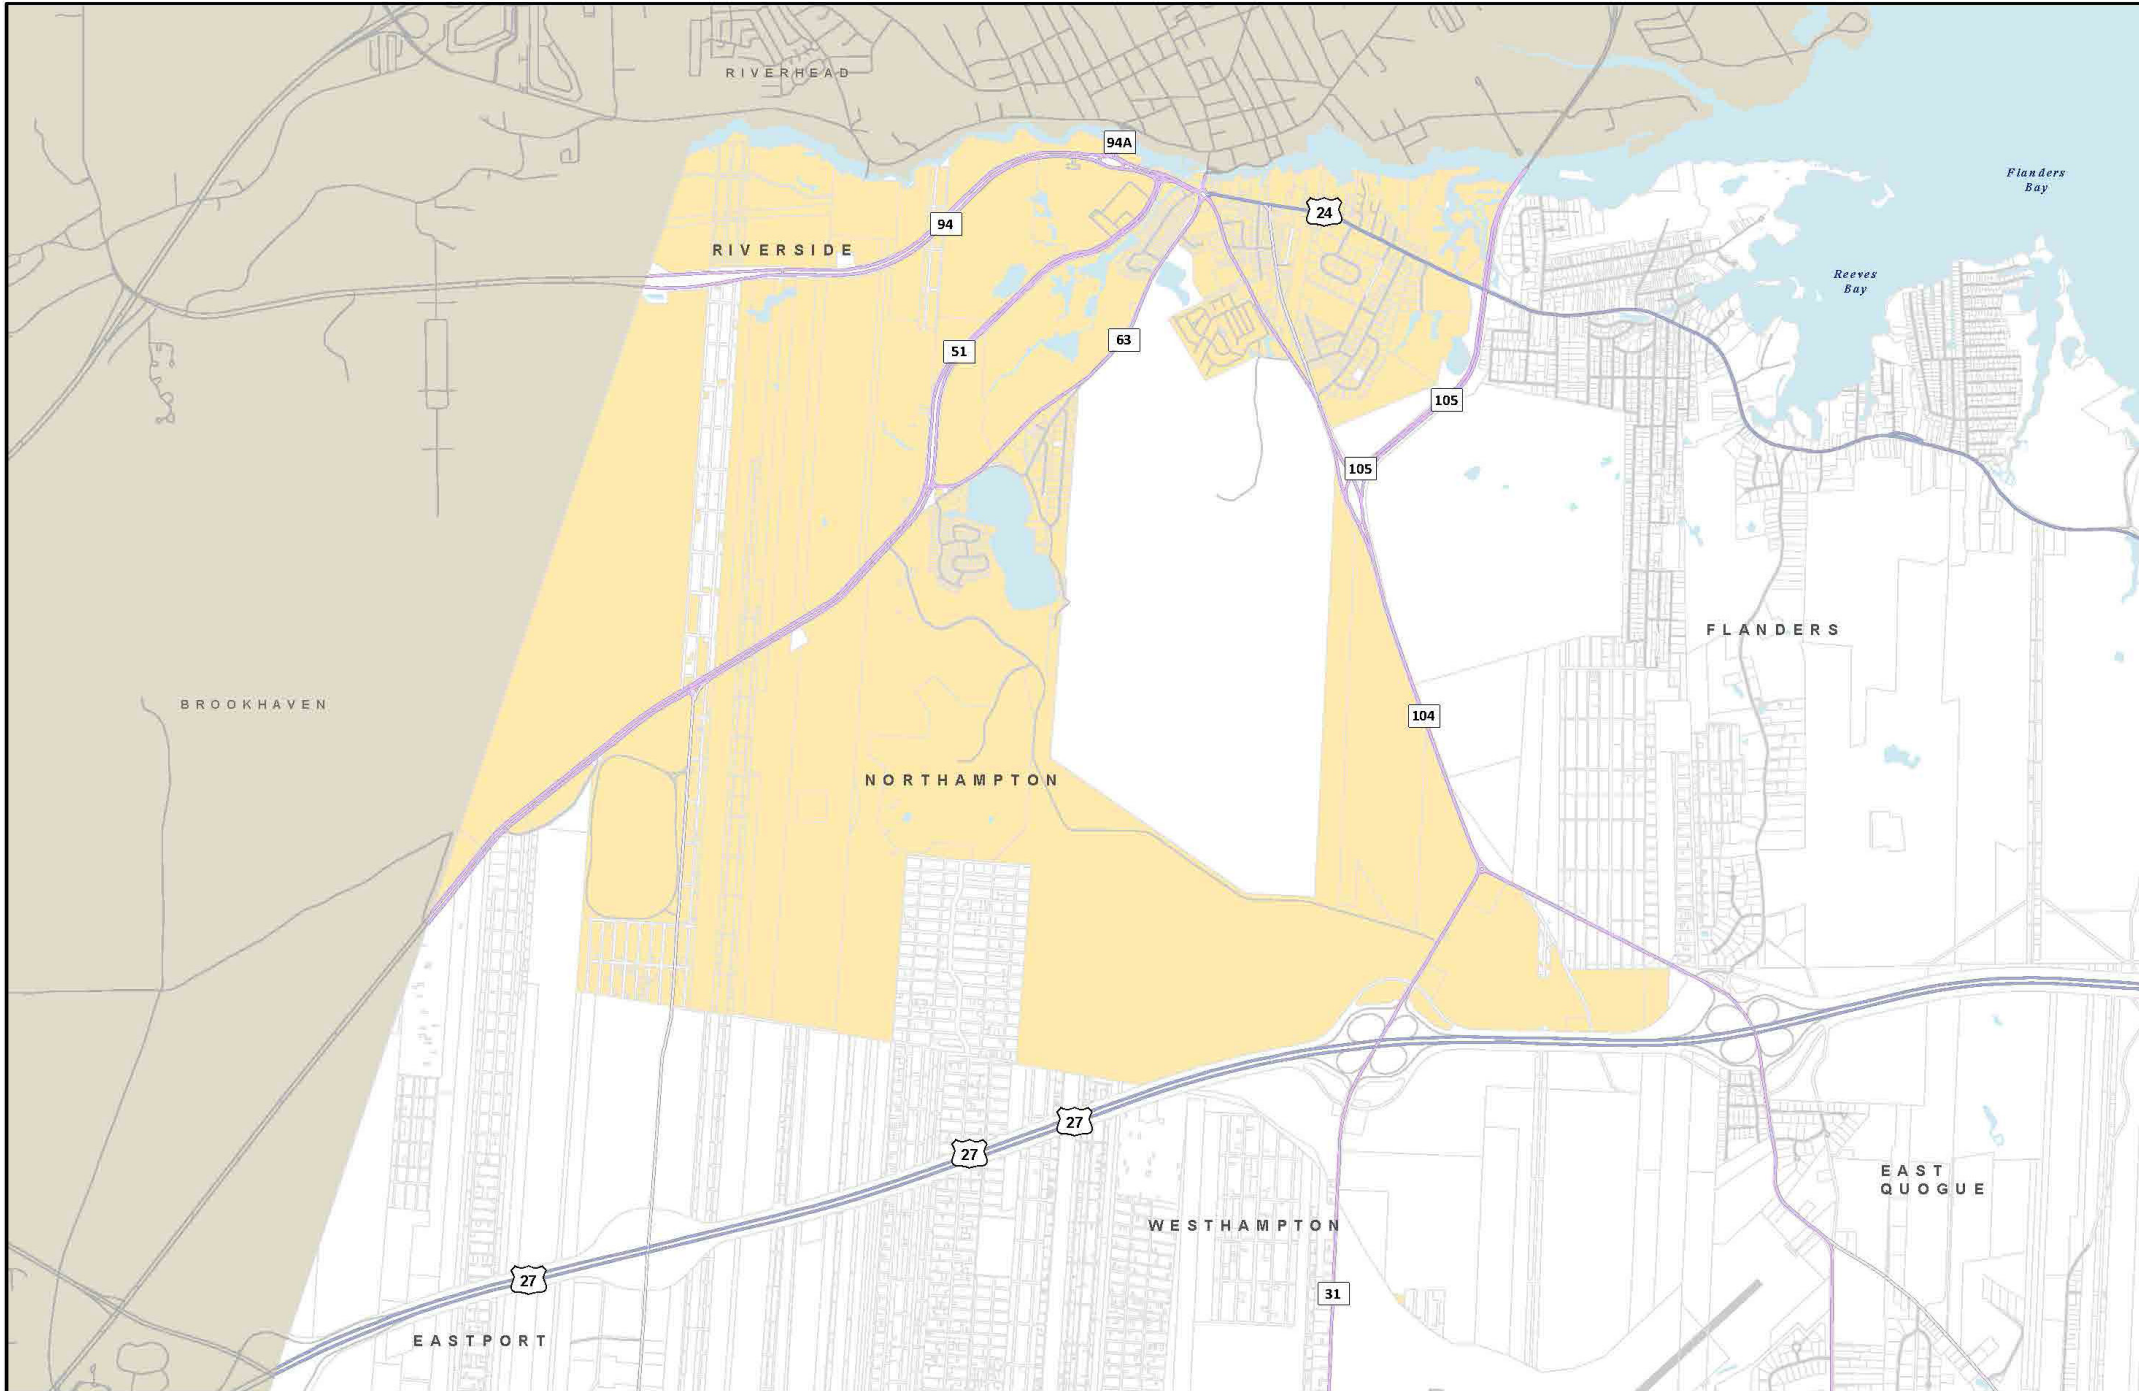 RIVERHEAD
94A
Flanders
Bay
24
94
RIVERSIDE
Reeves
Bay
63
51
105
105
FLANDERS
BROOKHAVEN
104
NORTHAMPTON
27
27
EAST
QUOGUE
WESTHAMPTON
27
31
EASTPORT